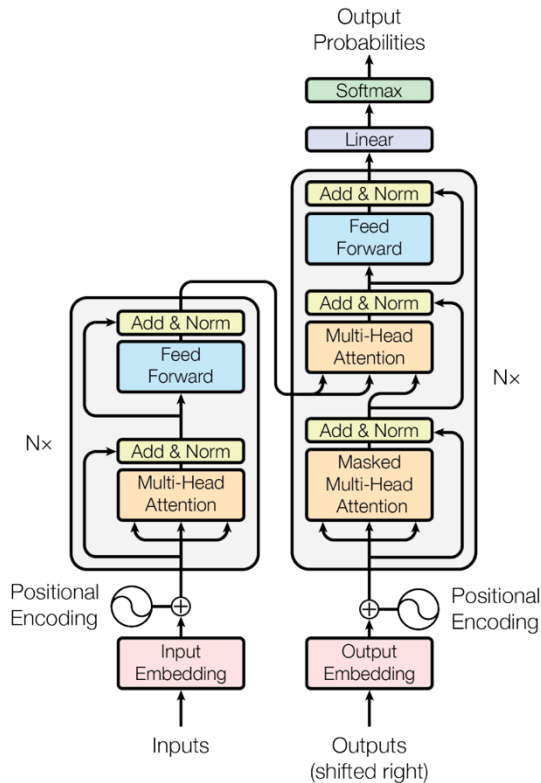 Output
Probabilities
Softmax
Linear
Add & Norm
Feed
Forward
Add & Norm
Multi-Head
Attention
Nx
Add & Norm
Masked
Multi-Head
Attention
Add & Norm
Feed
Forward
Nx
Add & Norm
Multi-Head
Attention
Positional
Encoding
Positional
Encoding
Input
Embedding
Output
Embedding
Inputs
Outputs
(shifted right)